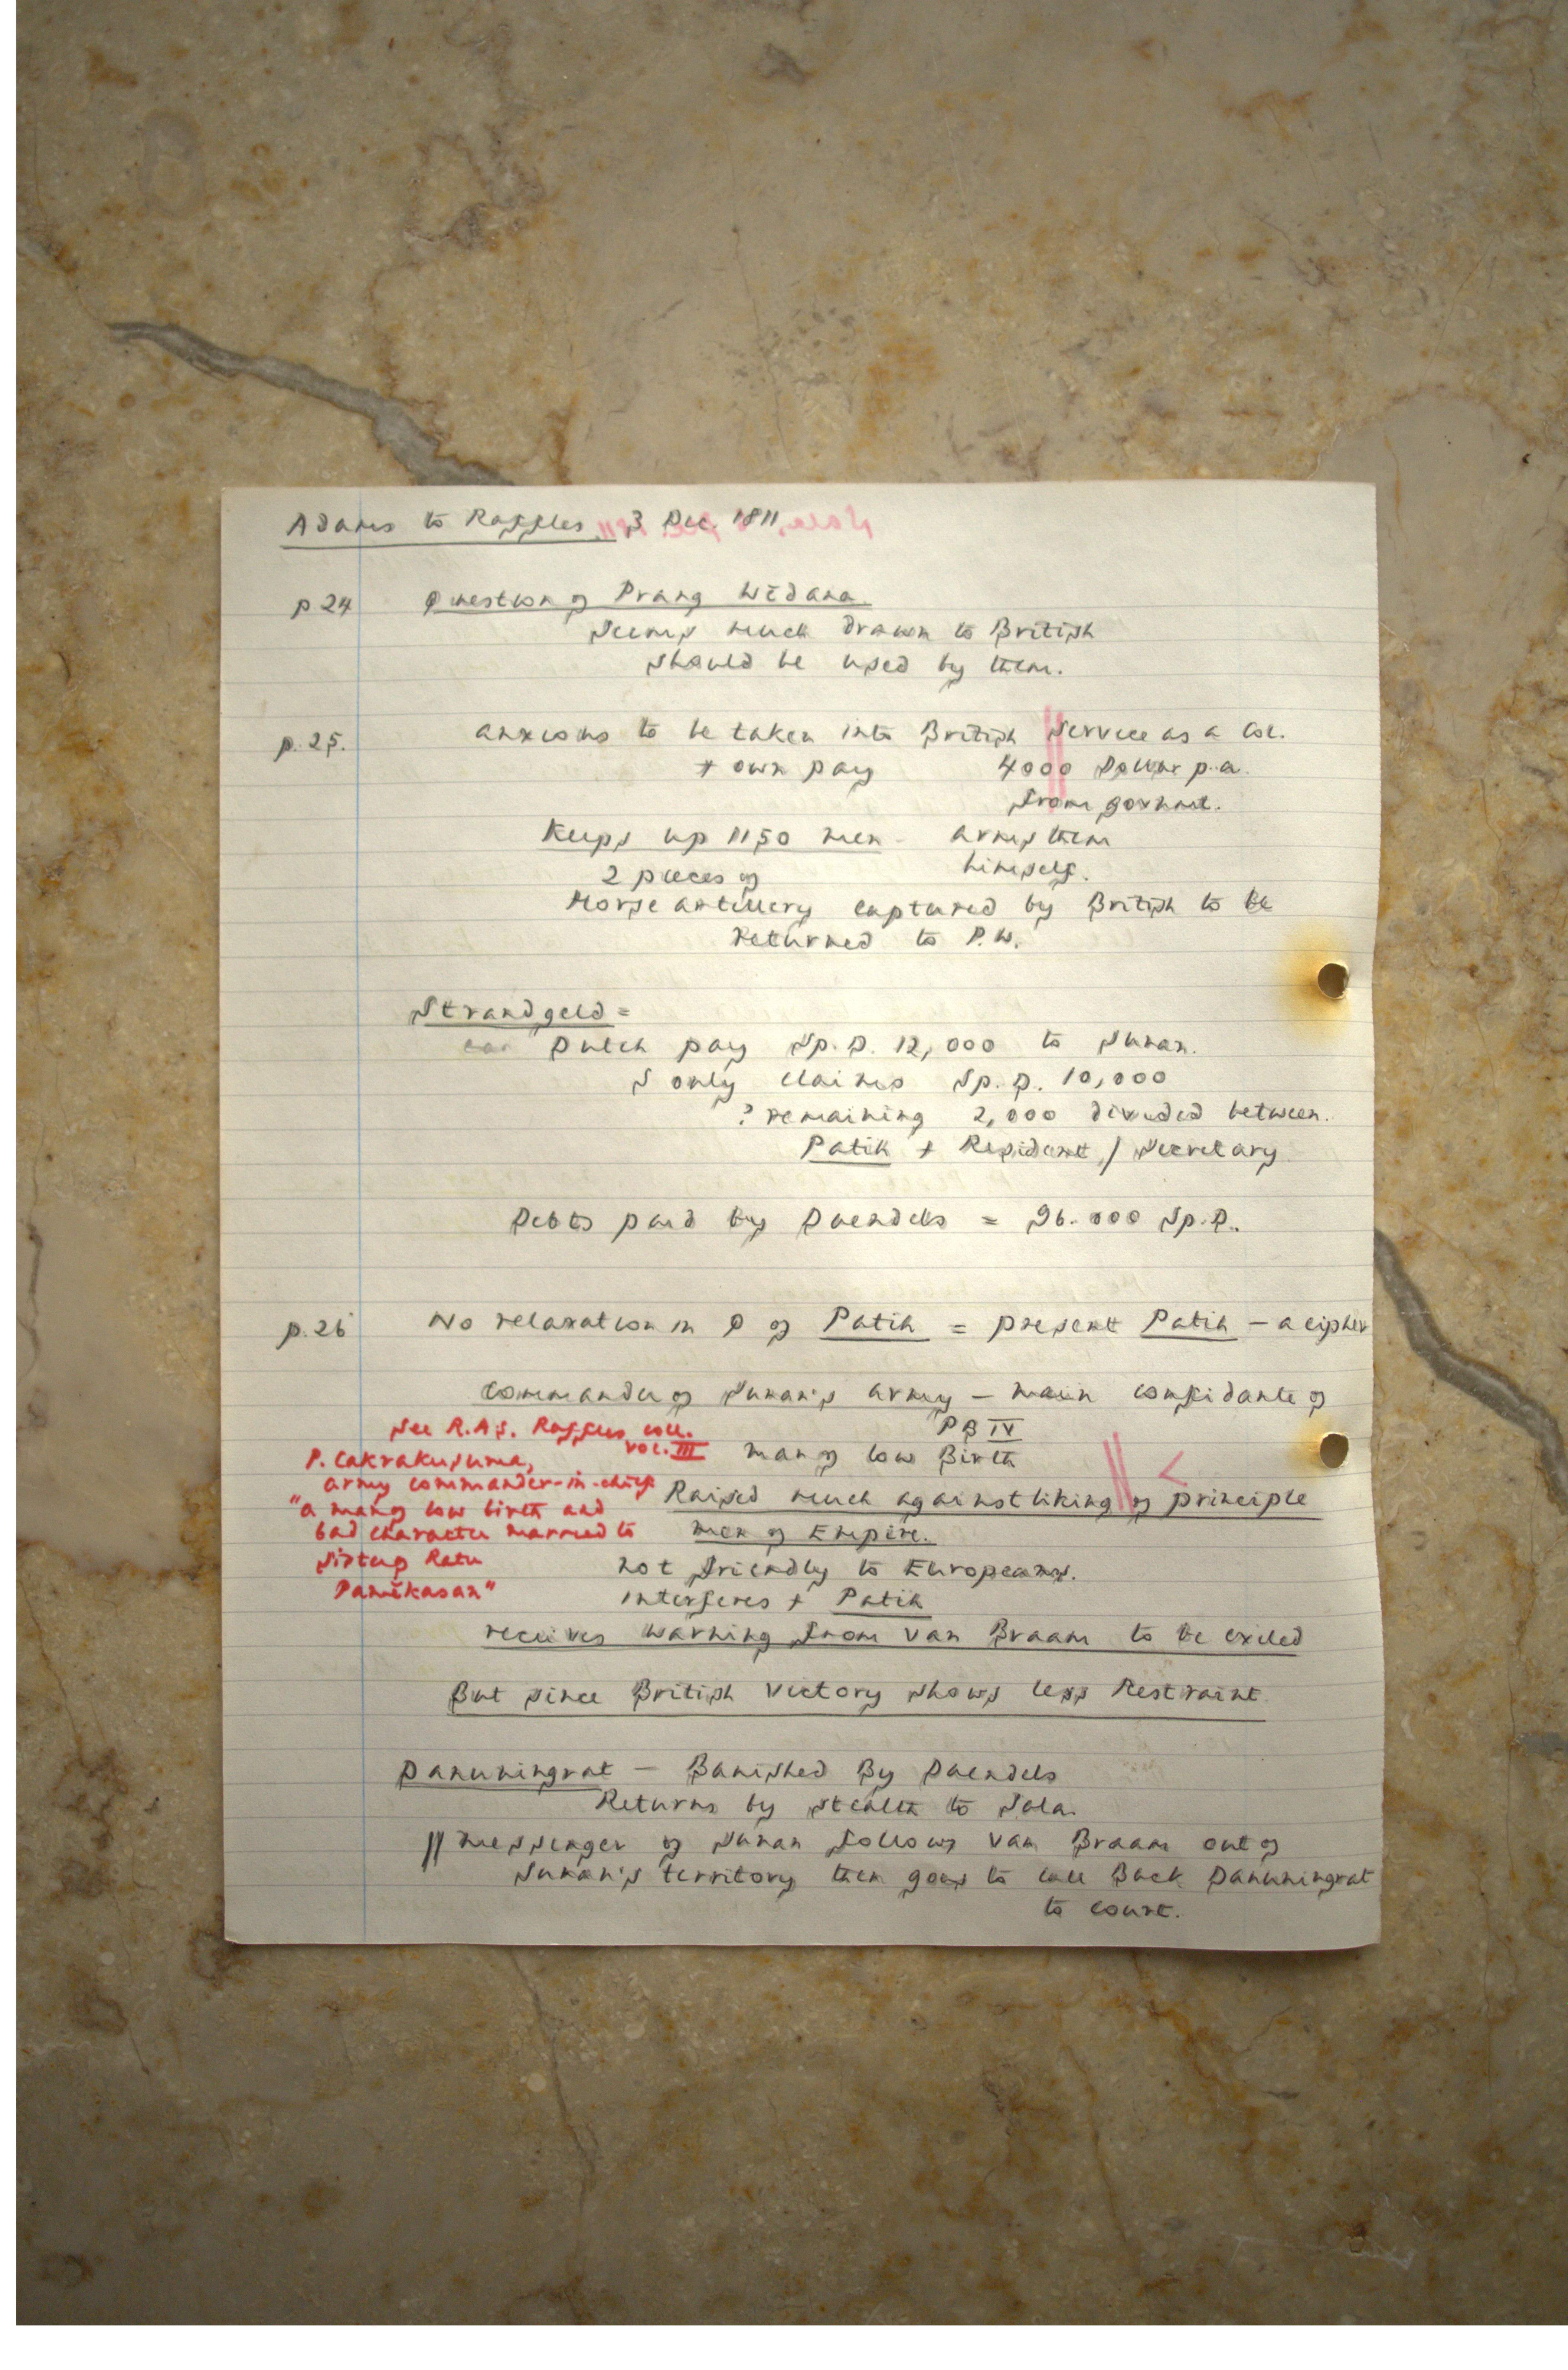 Adams to Raffles, 3 Dec. 1811
p 24 Question of Prang Wĕdana
Seems much drawn to British
should be used by them.
p. 25. anxious to be taken into British Service as a Col.
+ own pay 4000 Dollar p.a.
from govmnt.
Keeps up 1150 men - arms them
himself.
2 pieces of
Horse artillery captured by British to be
Returned to P.W.
Strandgeld =
Dutch pay Sp.D. 12,000 to Sunan.
S only claims Sp.D. 10,000
? remaining 2,000 divided between.
Patih + Resident / Secretary
Debts paid by Daendels = 96.000 Sp.D.
p. 26 No relaxation in P of Patih = present Patih – a cipher
Commander of Sunan's army – main confidante of
PB IV
man of low Birth
See R.A.S. Raffles coll.
vol. III
P. Cakrakusuma,
army commander-in-chief
"a man of low birth and
bad character married to
sister of Ratu
Pamĕkasan"
Raised much against liking of principle
men of Empire.
not friendly to Europeans.
Interferes + Patih
receives warning from Van Braam to be exiled
But since British Victory shows less Restraint
Danuningrat – Banished By Daendels
Returns by stealth to Sala.
// messenger of Sunan follows Van Braam out of
Sunan's territory then goes to call Back Danuningrat
to court.